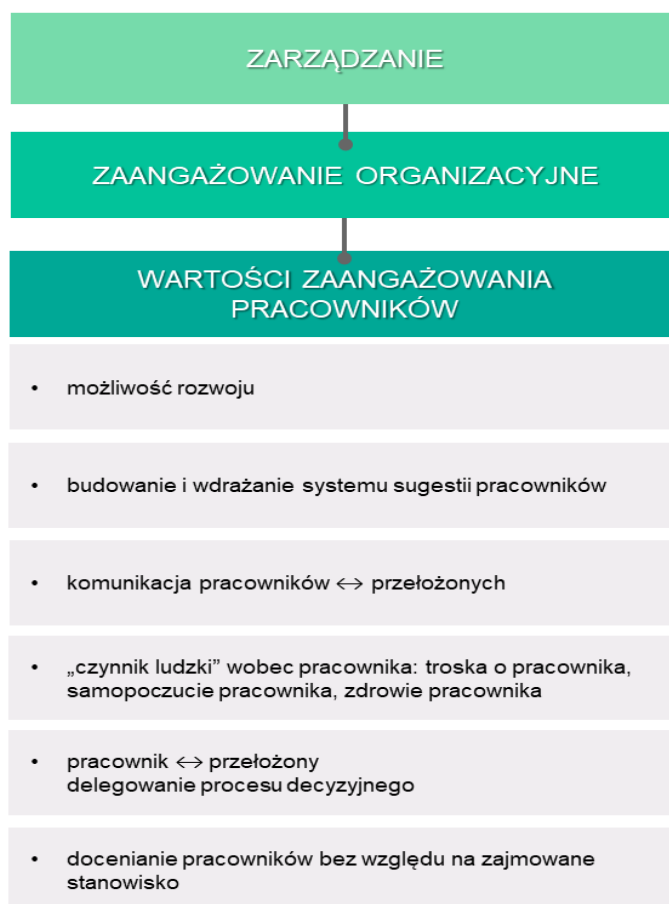 ZARZĄDZANIE
ZAANGAŻOWANIE ORGANIZACYJNE
WARTOŚCI ZAANGAŻOWANIA
PRACOWNIKÓW
• możliwość rozwoju
• budowanie i wdrażanie systemu sugestii pracowników
• komunikacja pracowników ↔ przełożonych
• „czynnik ludzki” wobec pracownika: troska o pracownika,
samopoczucie pracownika, zdrowie pracownika
• pracownik ↔ przełożony
delegowanie procesu decyzyjnego
• docenianie pracowników bez względu na zajmowane
stanowisko